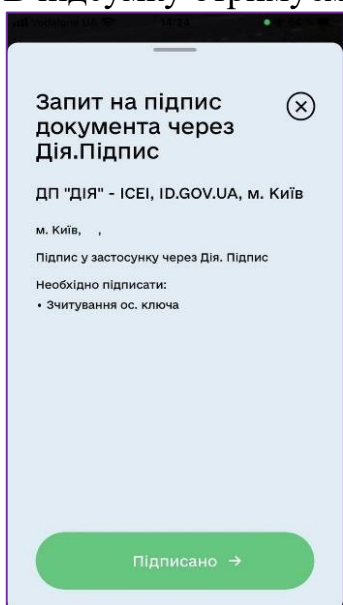 Запит на підпис
документа через
Дія.Підпис
ДП "ДІЯ" - ІСЕІ, ID.GOV.UA, м. Київ
м. Київ, ,
Підпис у застосунку через Дія. Підпис
Необхідно підписати:
• Зчитування ос. ключа
Підписано →